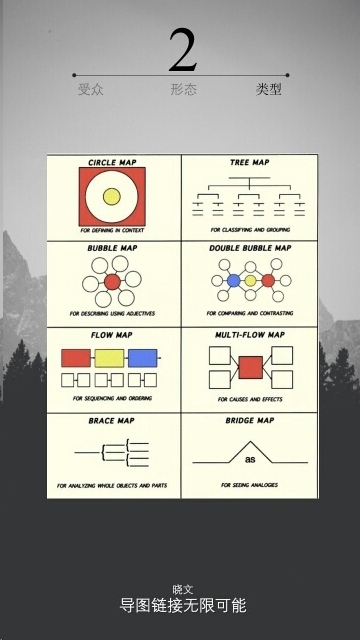 2
受众 形态 类型
CIRCLE MAP
FOR DEFINING IN CONTEXT
TREE MAP
FOR CLASSIFYING AND GROUPING
BUBBLE MAP
FOR DESCRIBING USING ADJECTIVES
DOUBLE BUBBLE MAP
FOR COMPARING AND CONTRASTING
FLOW MAP
FOR SEQUENCING AND ORDERING
MULTI-FLOW MAP
FOR CAUSES AND EFFECTS
BRACE MAP
FOR ANALYZING WHOLE OBJECTS AND PARTS
BRIDGE MAP
as
FOR SEEING ANALOGIES
晓文
导图链接无限可能